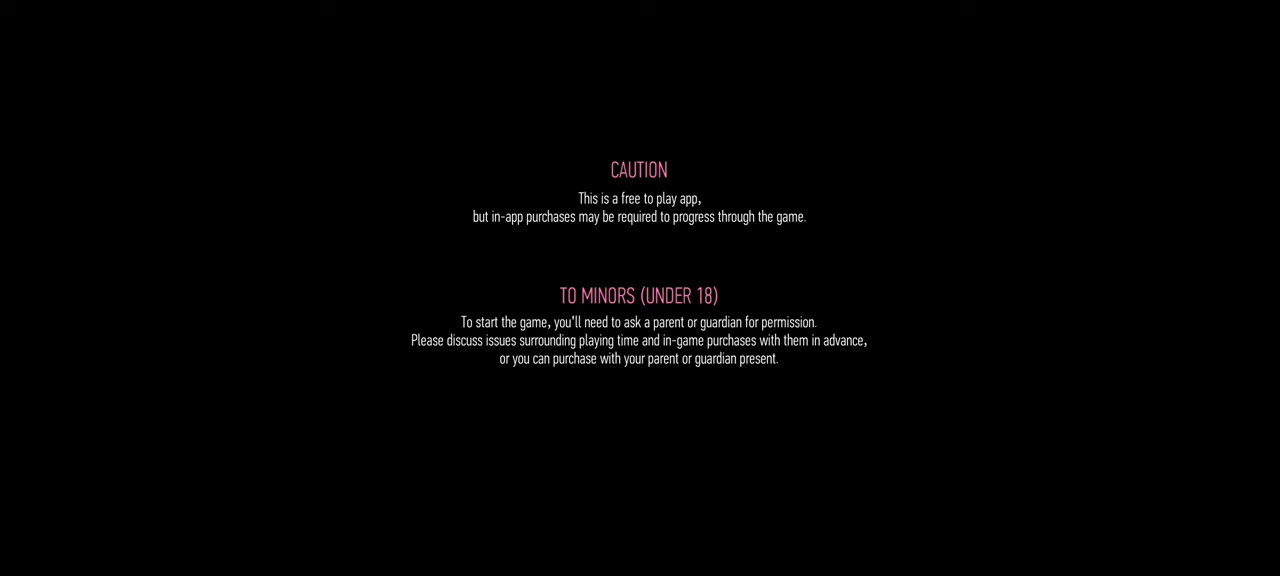 CAUTION
This is a free to play app,
but in-app purchases may be required to progress through the game.
TO MINORS (UNDER 18)
To start the game, you'll need to ask a parent or guardian for permission.
Please discuss issues surrounding playing time and in-game purchases with them in advance,
or you can purchase with your parent or guardian present.